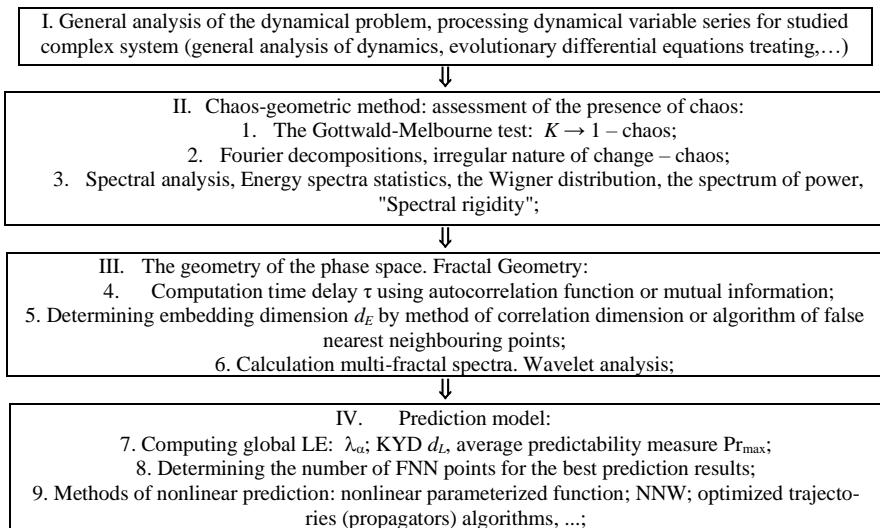 I. General analysis of the dynamical problem, processing dynamical variable series for studied
complex system (general analysis of dynamics, evolutionary differential equations treating,…)
⇓
II. Chaos-geometric method: assessment of the presence of chaos:
1. The Gottwald-Melbourne test: K → 1 – chaos;
2. Fourier decompositions, irregular nature of change – chaos;
3. Spectral analysis, Energy spectra statistics, the Wigner distribution, the spectrum of power,
"Spectral rigidity";
⇓
III. The geometry of the phase space. Fractal Geometry:
4. Computation time delay τ using autocorrelation function or mutual information;
5. Determining embedding dimension d_E by method of correlation dimension or algorithm of false
nearest neighbouring points;
6. Calculation multi-fractal spectra. Wavelet analysis;
⇓
IV. Prediction model:
7. Computing global LE: λ_α; KYD d_L, average predictability measure Pr_max;
8. Determining the number of FNN points for the best prediction results;
9. Methods of nonlinear prediction: nonlinear parameterized function; NNW; optimized trajecto-
ries (propagators) algorithms, ...;